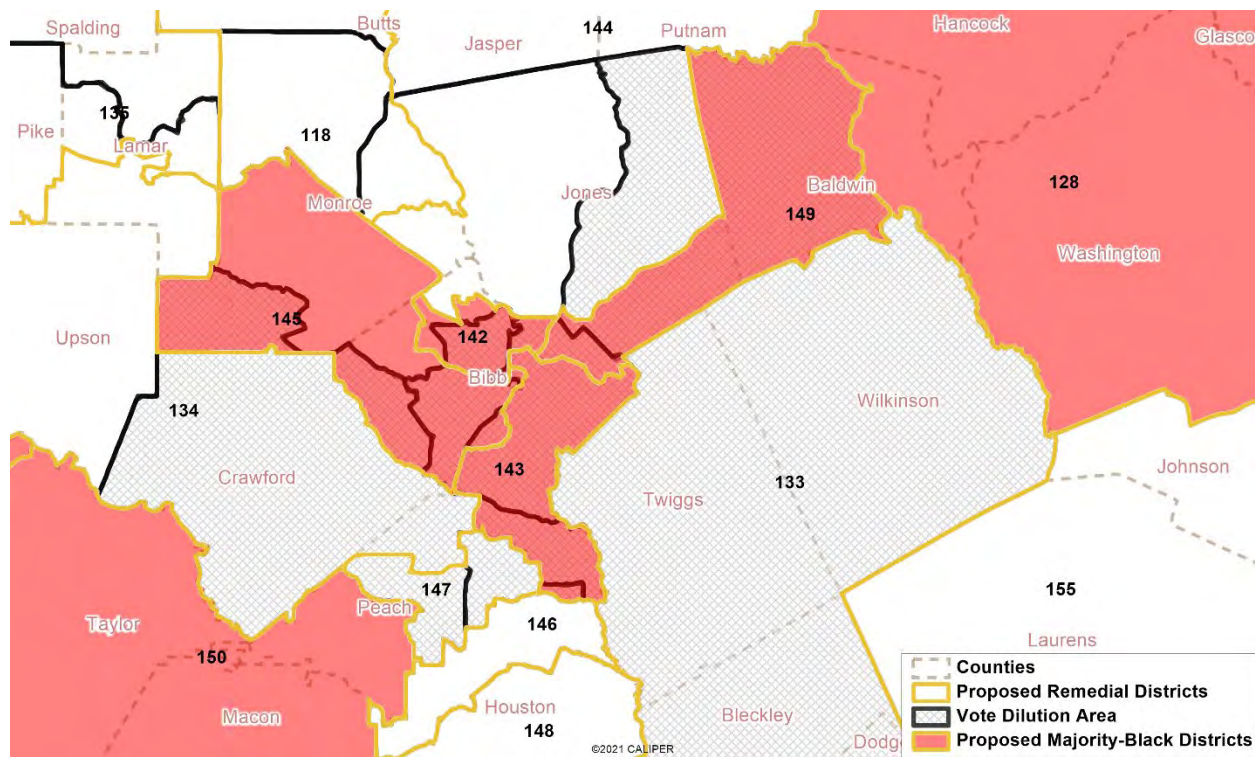 Spalding
Butts
Jasper
144
Putnam
Hancock
Glasco
Pike
135
Lamar
118
Monroe
Jones
Baldwin
149
128
Washington
Upson
145
142
Bibb
134
Wilkinson
Crawford
143
Twiggs
133
Johnson
147
Peach
146
155
Taylor
150
Laurens
Macon
Houston
148
Bleckley
Dodg
©2021 CALIPER
Counties
Proposed Remedial Districts
Vote Dilution Area
Proposed Majority-Black Districts